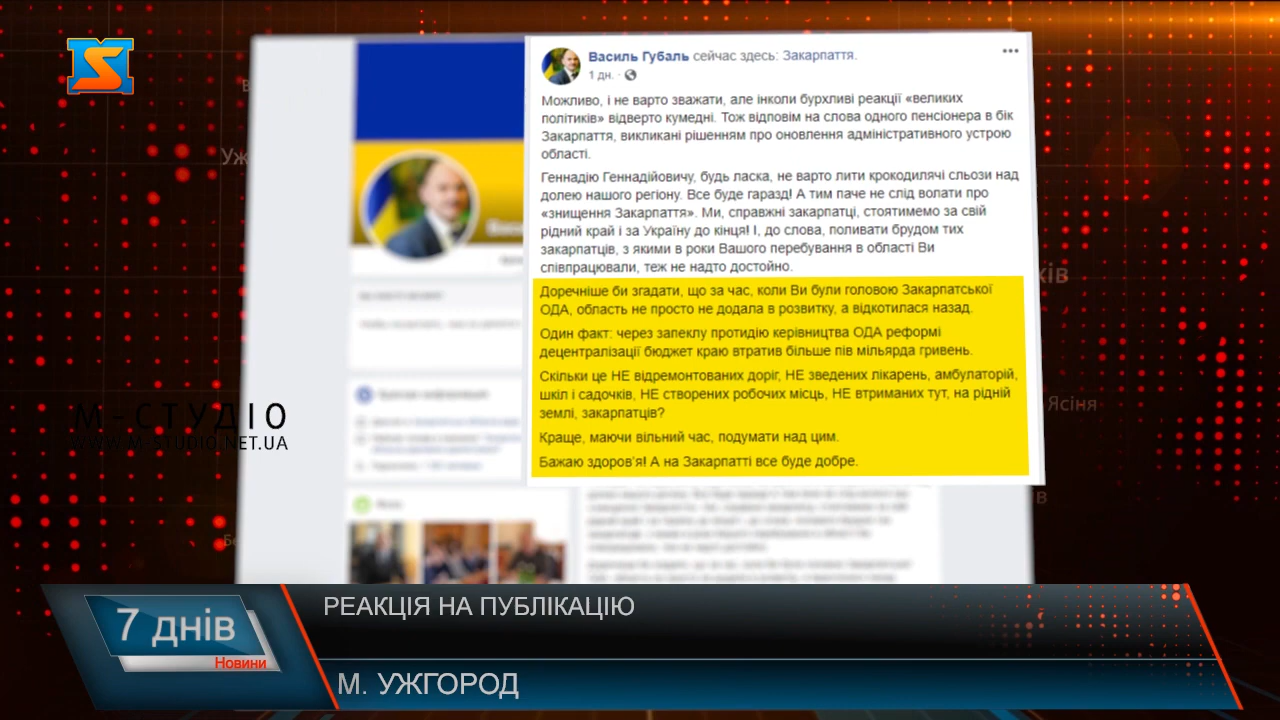 Василь Губаль сейчас здесь: Закарпаття.
1 дн.
Можливо, і не варто зважати, але інколи бурхливі реакції «великих
політиків» відверто кумедні. Тож відповім на слова одного пенсіонера в бік
Закарпаття, викликані рішенням про оновлення адміністративного устрою
області.
Геннадію Геннадійовичу, будь ласка, не варто лити крокодилячі сльози над
долею нашого регіону. Все буде гаразд! А тим паче не слід волати про
«знищення Закарпаття». Ми, справжні закарпатці, стоятимемо за свій
рідний край і за Україну до кінця! І, до слова, поливати брудом тих
закарпатців, з якими в роки Вашого перебування в області Ви
співпрацювали, теж не надто достойно.
Доречніше би згадати, що за час, коли Ви були головою Закарпатської
ОДА, область не просто не додала в розвитку, а відкотилася назад.
Один факт: через запеклу протидію керівництва ОДА реформі
децентралізації бюджет краю втратив більше пів мільярда гривень.
Скільки це НЕ відремонтованих доріг, НЕ зведених лікарень, амбулаторій,
шкіл і садочків, НЕ створених робочих місць, НЕ втриманих тут, на рідній
землі, закарпатців?
Краще, маючи вільний час, подумати над цим.
Бажаю здоров'я! А на Закарпатті все буде добре.
Ясіня
М-СТУДІО
WWW.M-STUDIO.NET.UA
7 днів
Новини
РЕАКЦІЯ НА ПУБЛІКАЦІЮ
М. УЖГОРОД